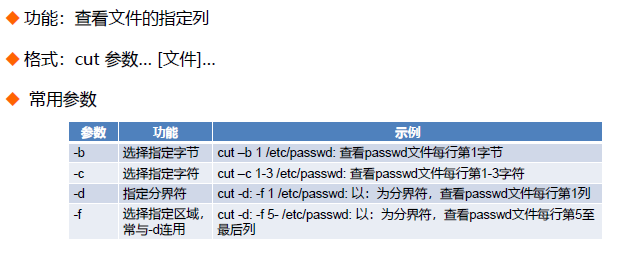 功能：查看文件的指定列
格式：cut 参数… [文件]…
常用参数
参数 功能 示例
-b 选择指定字节 cut –b 1 /etc/passwd: 查看passwd文件每行第1字节
-c 选择指定字符 cut –c 1-3 /etc/passwd: 查看passwd文件每行第1-3字符
-d 指定分界符 cut -d: -f 1 /etc/passwd: 以：为分界符，查看passwd文件每行第1列
-f 选择指定区域， cut -d: -f 5- /etc/passwd: 以：为分界符，查看passwd文件每行第5至
常与-d连用 最后列